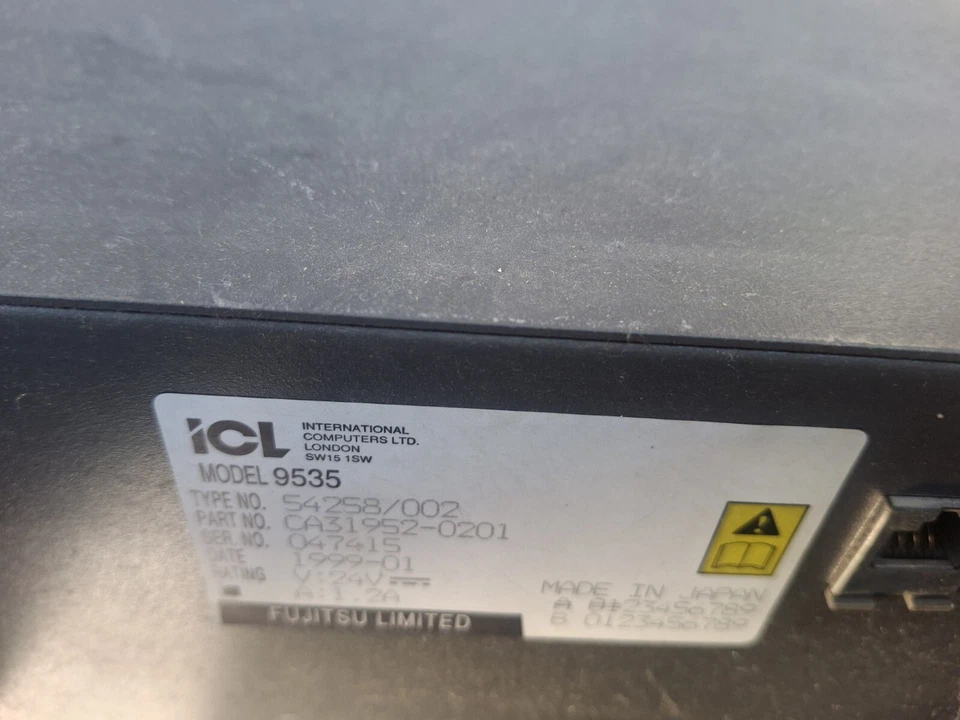 ICL INTERNATIONAL
COMPUTERS LTD.
LONDON
SW15 1SW
MODEL 9535
TYPE NO. 54258/002
PART NO. CA31952-0201
SER. NO. 047415
DATE 1999-01
RATING V:24V
A:1.2A
FUJITSU LIMITED
MADE IN JAPAN
A 23456789
B 0123456789